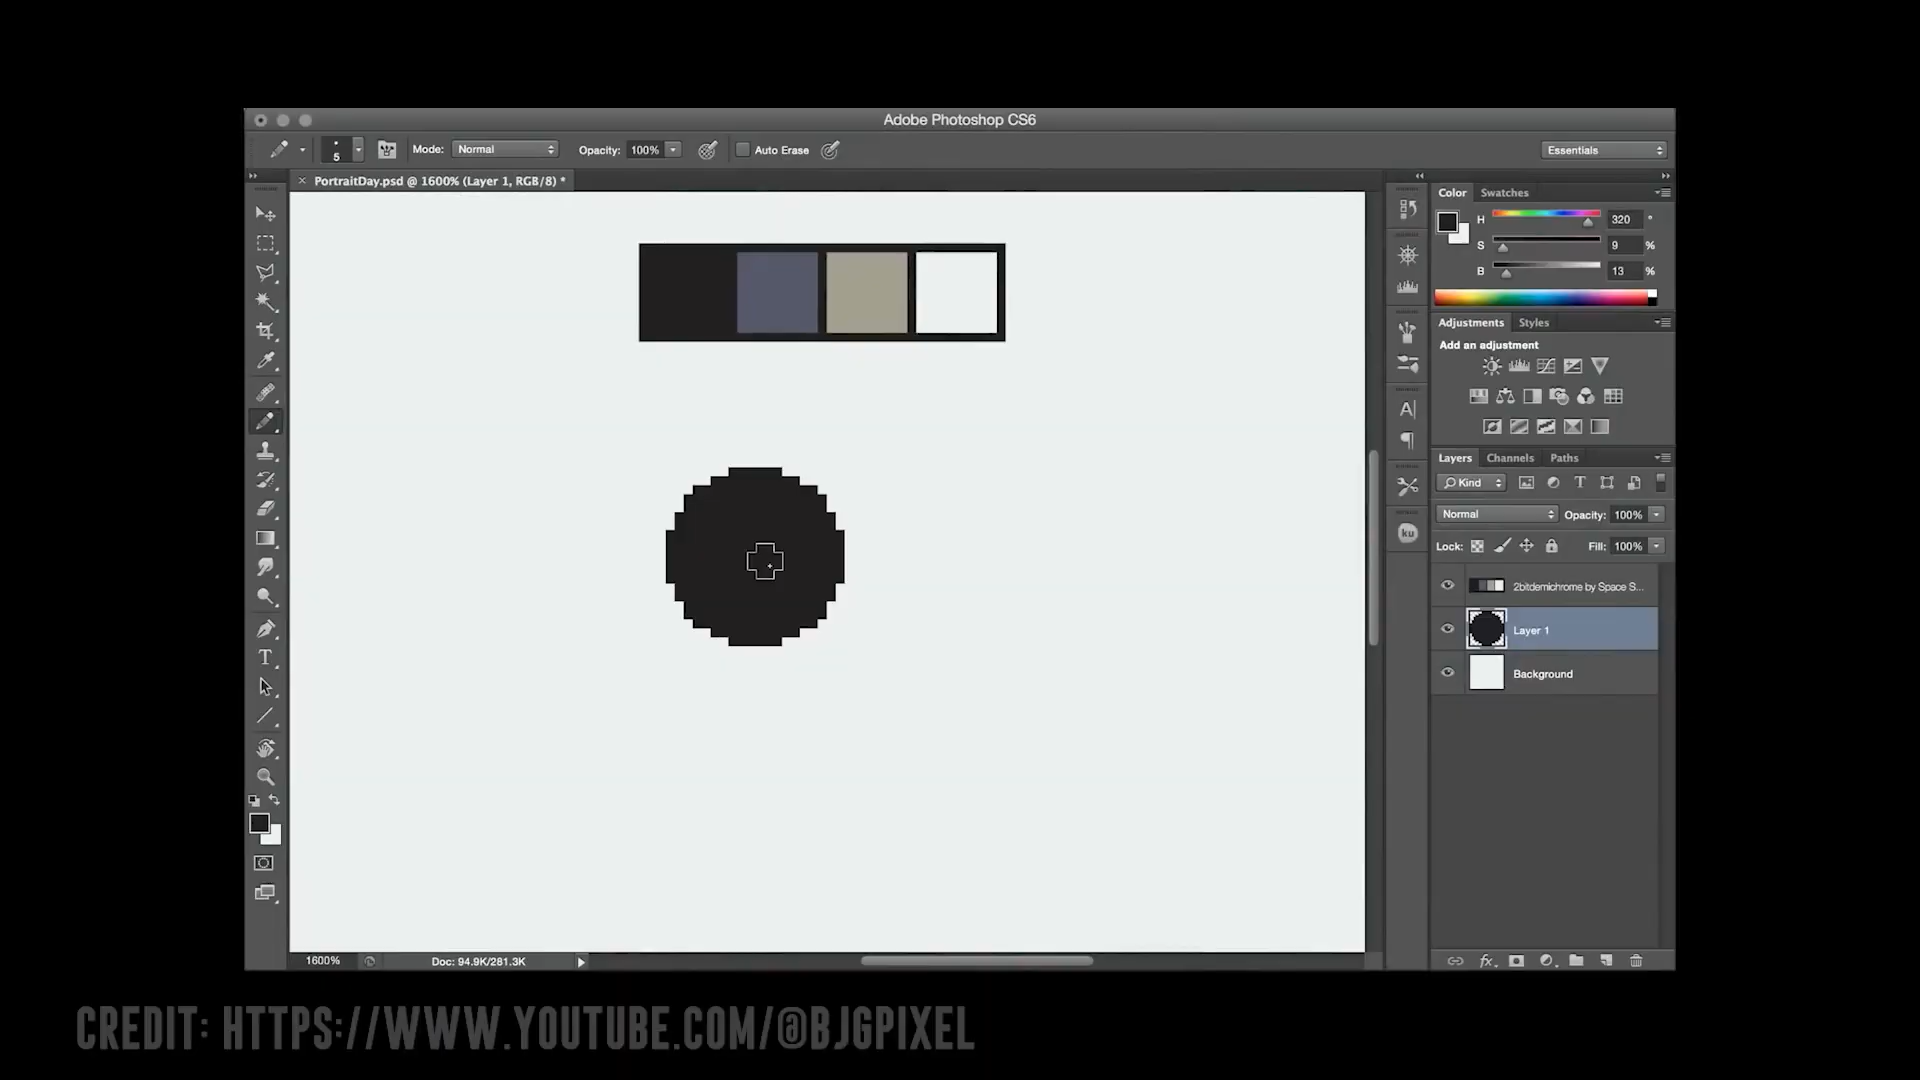 Adobe Photoshop CS6
5 Mode: Normal Opacity: 100% Auto Erase Essentials
PortraitDay.psd @ 1600% (Layer 1, RGB/8) *
Color Swatches
H 320 °
S 9 %
B 13 %
Adjustments Styles
Add an adjustment
Layers Channels Paths
Kind
Normal Opacity: 100%
Lock: Fill: 100%
2bitdemichrome by Space S...
Layer 1
Background
ku
1600% Doc: 94.9K/281.3K
CREDIT: HTTPS://WWW.YOUTUBE.COM/@BJGPIXEL